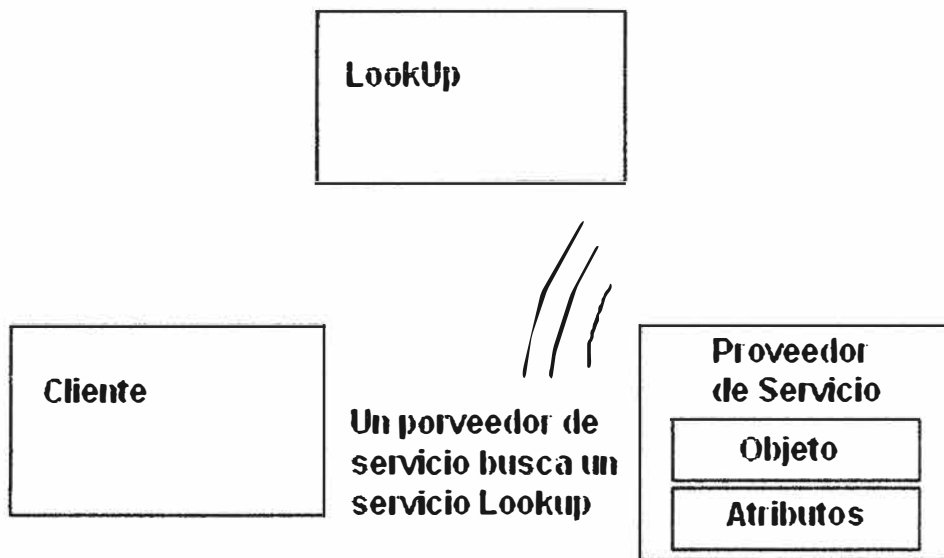 LookUp
Cliente
Un porveedor de
servicio busca un
servicio Lookup
Proveedor
de Servicio
Objeto
Atributos